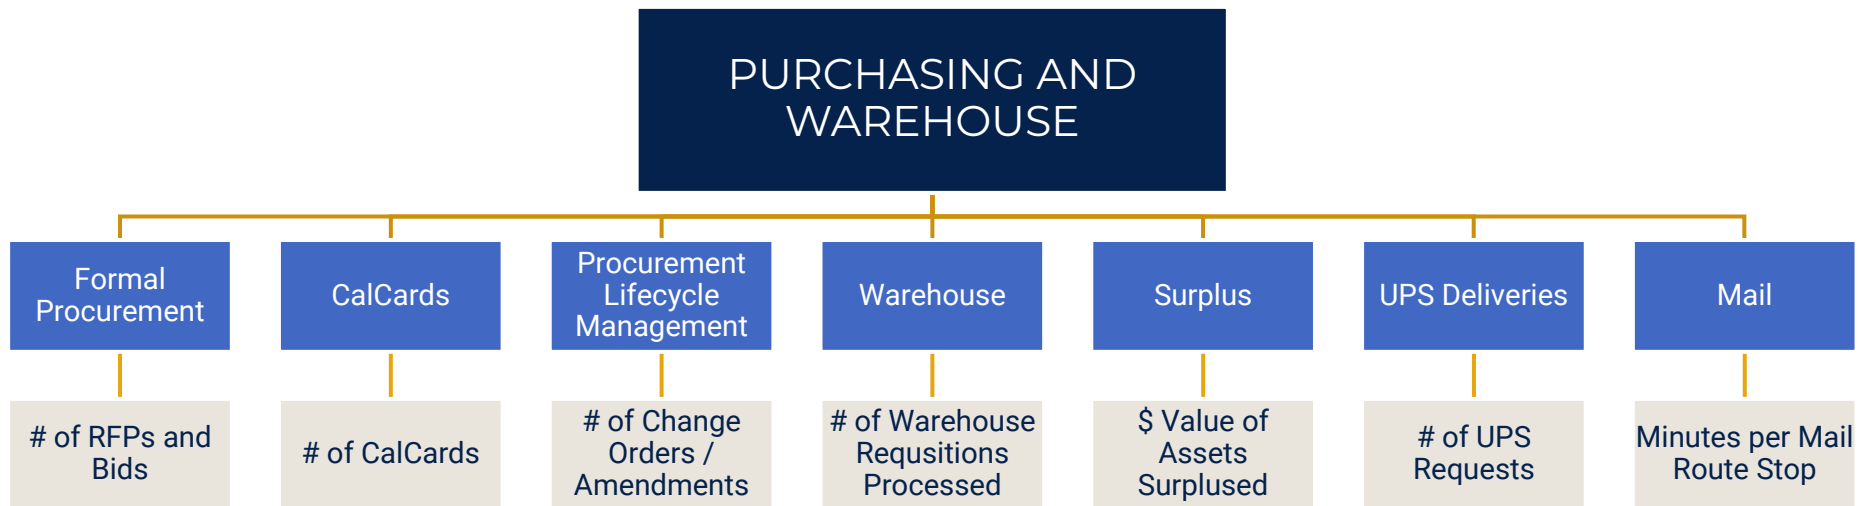 PURCHASING AND
WAREHOUSE
Formal
Procurement
CalCards
Procurement
Lifecycle
Management
Warehouse
Surplus
UPS Deliveries
Mail
# of RFPs and
Bids
# of CalCards
# of Change
Orders /
Amendments
# of Warehouse
Requsitions
Processed
$ Value of
Assets
Surplused
# of UPS
Requests
Minutes per Mail
Route Stop